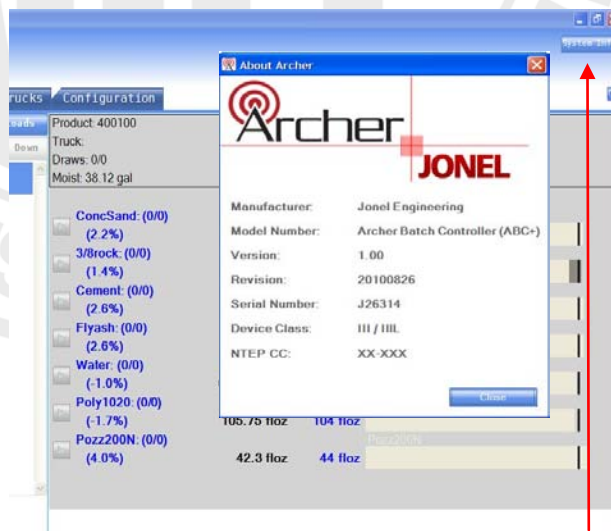 System Inf
About Archer
Archer
JONEL
Manufacturer: Jonel Engineering
Model Number: Archer Batch Controller (ABC+)
Version: 1.00
Revision: 20100826
Serial Number: J26314
Device Class: III / IIIL
NTEP CC: XX-XXX
Close
rucks Configuration
oads
Down
Product: 400100
Truck:
Draws: 0/0
Moist: 38.12 gal
ConcSand: (0/0)
(2.2%)
3/8rock: (0/0)
(1.4%)
Cement: (0/0)
(2.6%)
Flyash: (0/0)
(2.6%)
Water: (0/0)
(-1.0%)
Poly1020: (0/0)
(-1.7%) 105.75 floz 104 floz
Pozz200N: (0/0) Pozz200N
(4.0%) 42.3 floz 44 floz